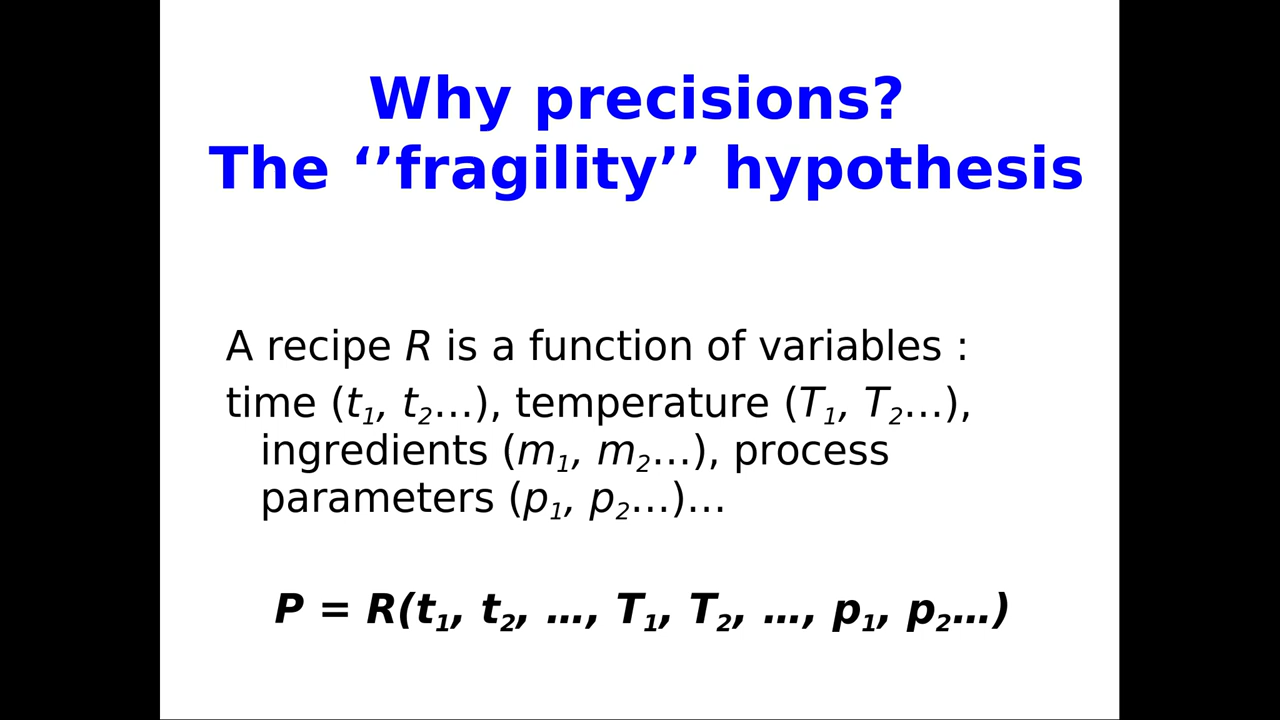 Why precisions?
The ‘’fragility’’ hypothesis
A recipe R is a function of variables :
time (t₁, t₂…), temperature (T₁, T₂…),
ingredients (m₁, m₂…), process
parameters (p₁, p₂…)…
P = R(t₁, t₂, …, T₁, T₂, …, p₁, p₂…)